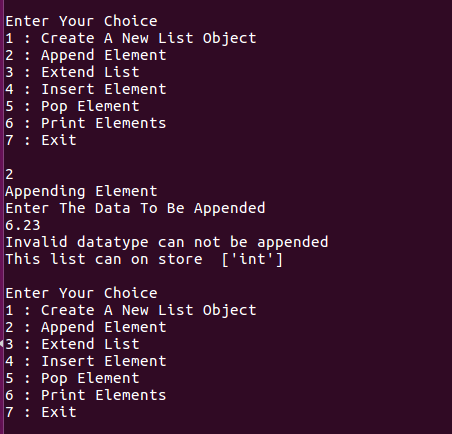 Enter Your Choice
1 : Create A New List Object
2 : Append Element
3 : Extend List
4 : Insert Element
5 : Pop Element
6 : Print Elements
7 : Exit
2
Appending Element
Enter The Data To Be Appended
6.23
Invalid datatype can not be appended
This list can on store  ['int']
Enter Your Choice
1 : Create A New List Object
2 : Append Element
3 : Extend List
4 : Insert Element
5 : Pop Element
6 : Print Elements
7 : Exit